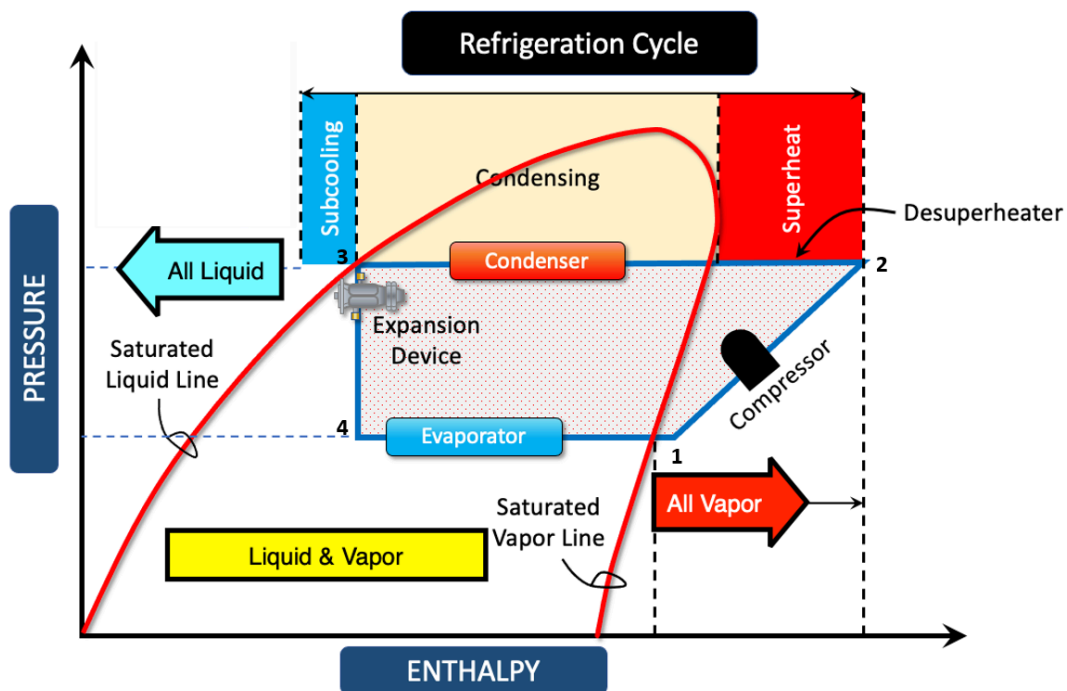 Refrigeration Cycle
Subcooling
Condensing
Superheat
Desuperheater
All Liquid
3
Condenser
2
PRESSURE
Expansion
Device
Saturated
Liquid Line
Compressor
4
Evaporator
1
All Vapor
Saturated
Vapor Line
Liquid & Vapor
ENTHALPY